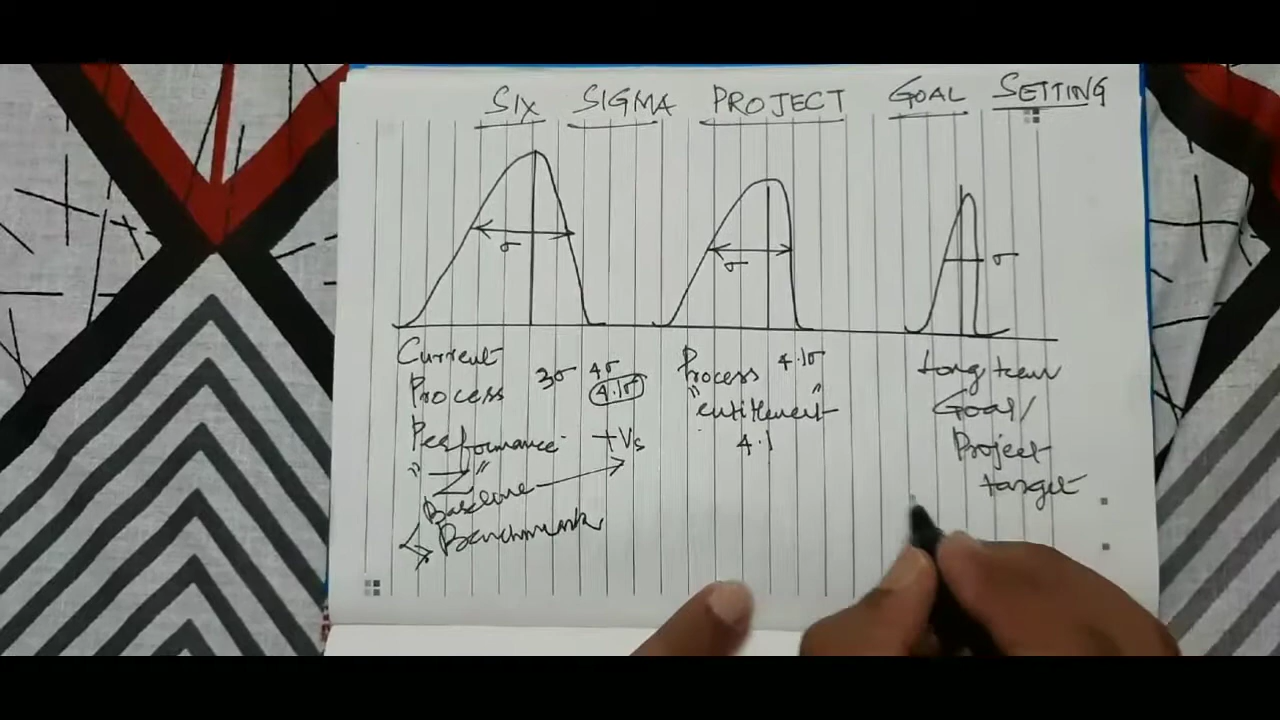 SIX SIGMA PROJECT GOAL SETTING
σ
σ
σ
Current
Process 3σ 4σ
4.1σ
Performance +Vs
"Z"
Baseline
Benchmark
Process 4.1σ
"entitlement"
4.1
Long term
Goal/
Project
target